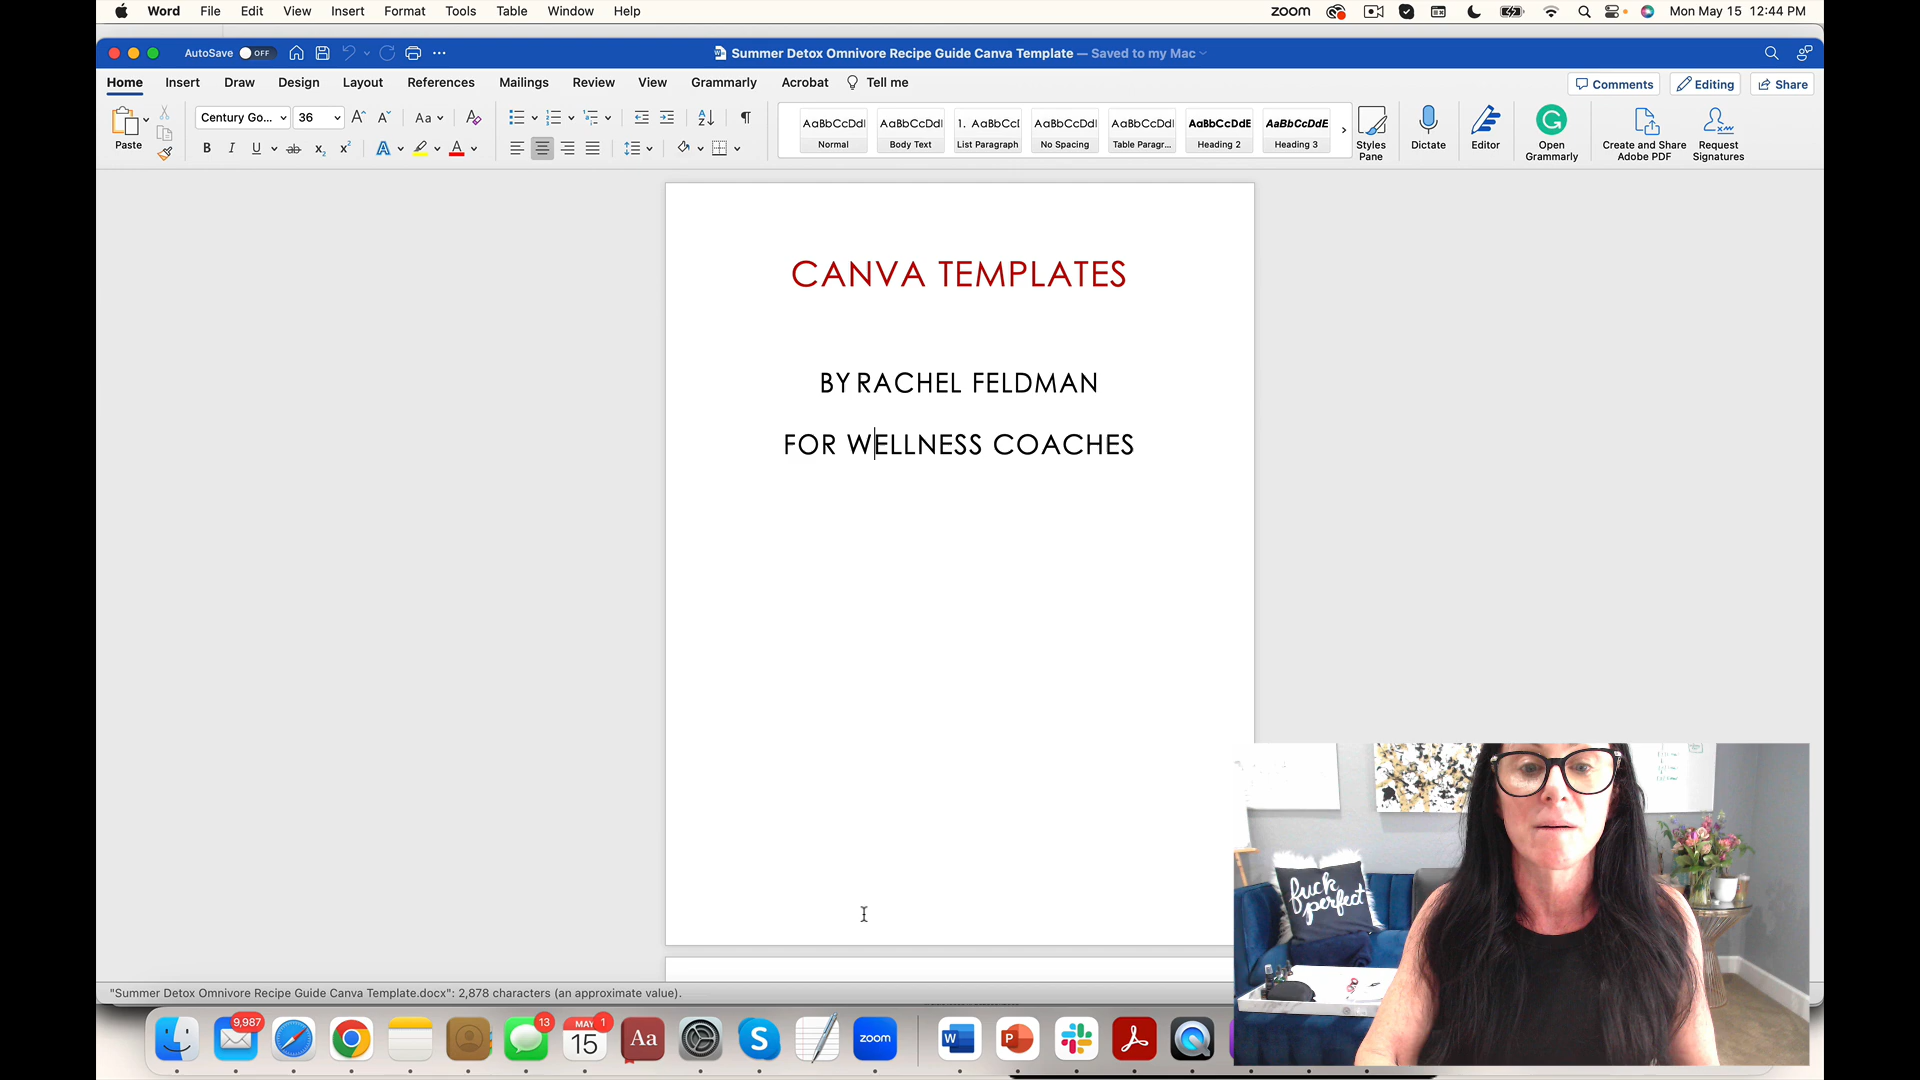 Word File Edit View Insert Format Tools Table Window Help zoom Mon May 15 12:44 PM
AutoSave OFF Summer Detox Omnivore Recipe Guide Canva Template — Saved to my Mac
Home Insert Draw Design Layout References Mailings Review View Grammarly Acrobat Tell me Comments Editing Share
Paste
Century Go... 36 Aa
B I U ab x₂ x² A A
AaBbCcDdI AaBbCcDdI 1. AaBbCcI AaBbCcDdI AaBbCcDdI AaBbCcDdE AaBbCcDdE
Normal Body Text List Paragraph No Spacing Table Paragr... Heading 2 Heading 3
Styles Pane
Dictate
Editor
Open Grammarly
Create and Share Adobe PDF
Request Signatures
CANVA TEMPLATES
BY RACHEL FELDMAN
FOR WELLNESS COACHES
fuck
perfect
"Summer Detox Omnivore Recipe Guide Canva Template.docx": 2,878 characters (an approximate value).
9,987
13
MAY 1
15
Aa
S
zoom
W
P